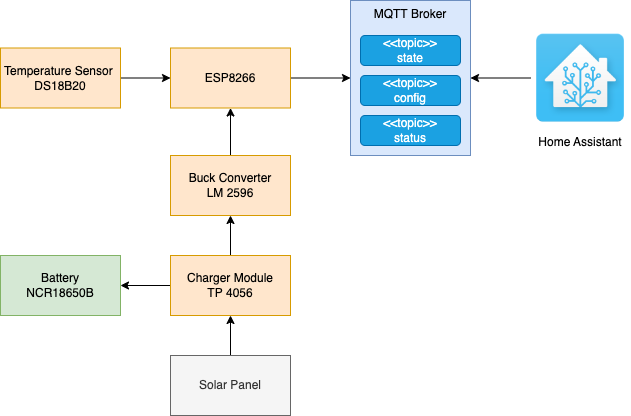 MQTT Broker
<<topic>>
state
<<topic>>
config
<<topic>>
status
Temperature Sensor
DS18B20
ESP8266
Home Assistant
Buck Converter
LM 2596
Battery
NCR18650B
Charger Module
TP 4056
Solar Panel